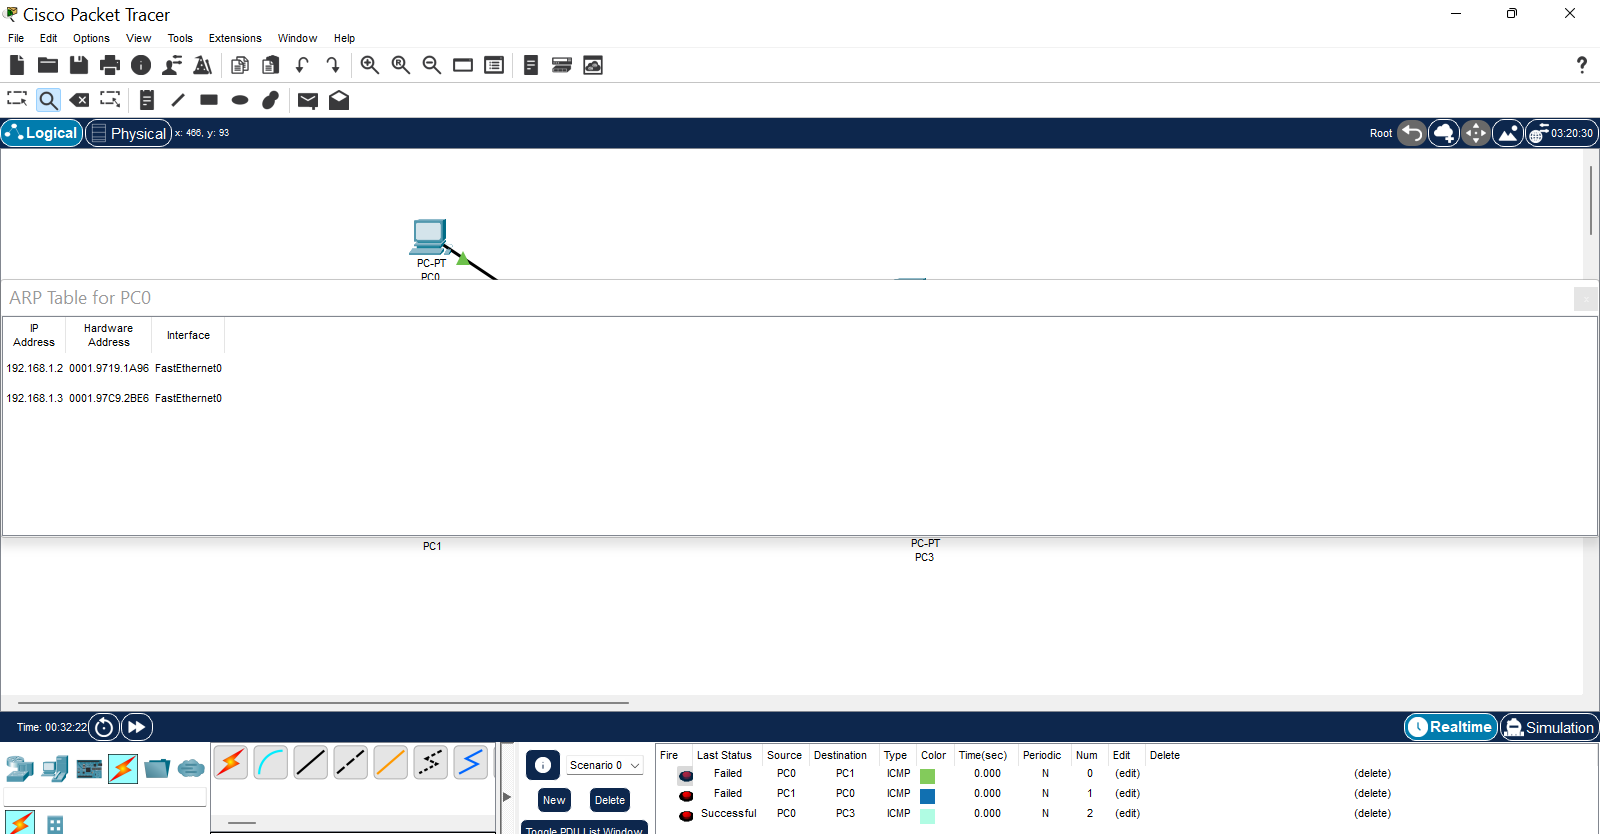 Cisco Packet Tracer
File Edit Options View Tools Extensions Window Help
Logical Physical x: 466, y: 93 Root 03:20:30
PC-PT
PC0
ARP Table for PC0
IP Address Hardware Address Interface
192.168.1.2 0001.9719.1A96 FastEthernet0
192.168.1.3 0001.97C9.2BE6 FastEthernet0
PC1
PC-PT
PC3
Time: 00:32:22 Realtime Simulation
Scenario 0
New Delete
Toggle PDU List Window
Fire Last Status Source Destination Type Color Time(sec) Periodic Num Edit Delete
Failed PC0 PC1 ICMP 0.000 N 0 (edit) (delete)
Failed PC1 PC0 ICMP 0.000 N 1 (edit) (delete)
Successful PC0 PC3 ICMP 0.000 N 2 (edit) (delete)